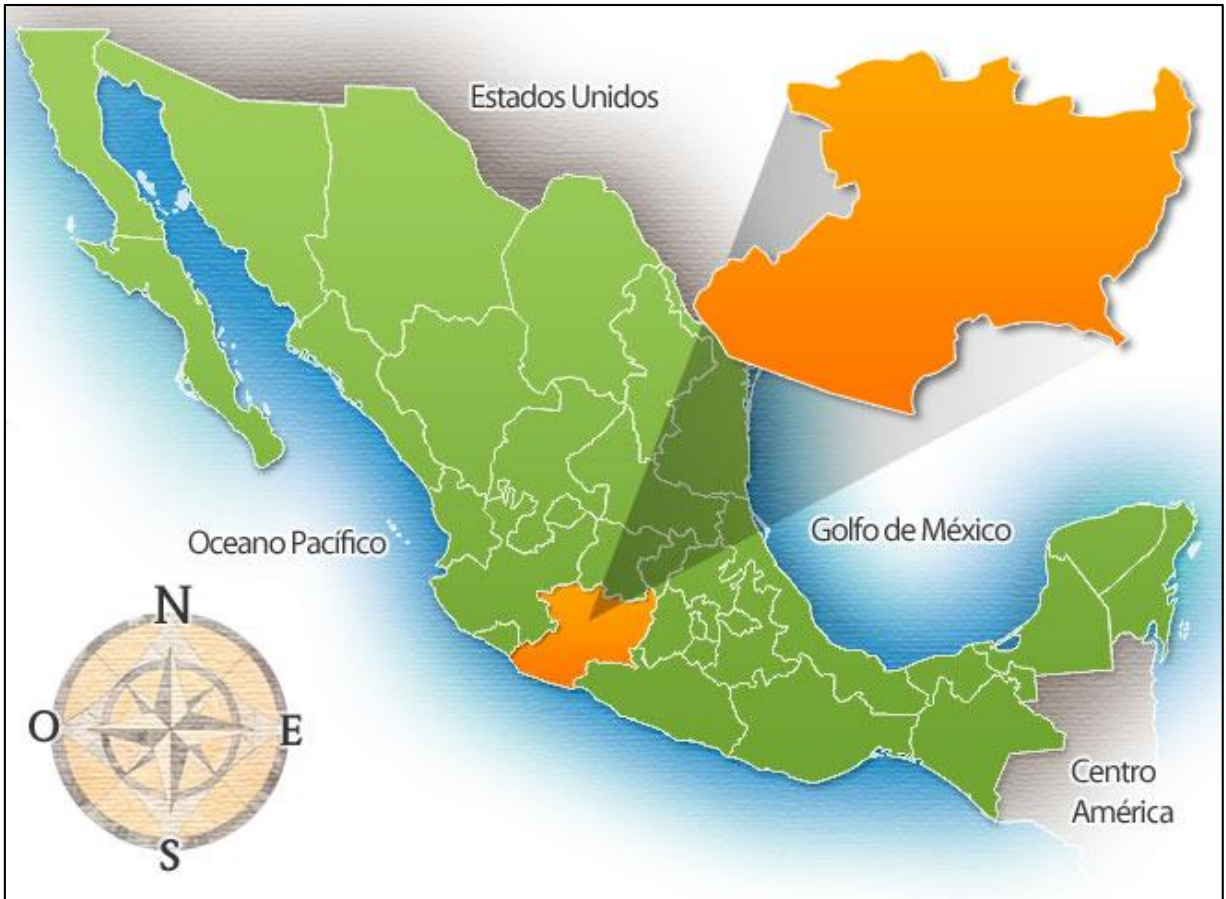 Estados Unidos
Oceano Pacífico
Golfo de México
N
O
E
S
Centro
América